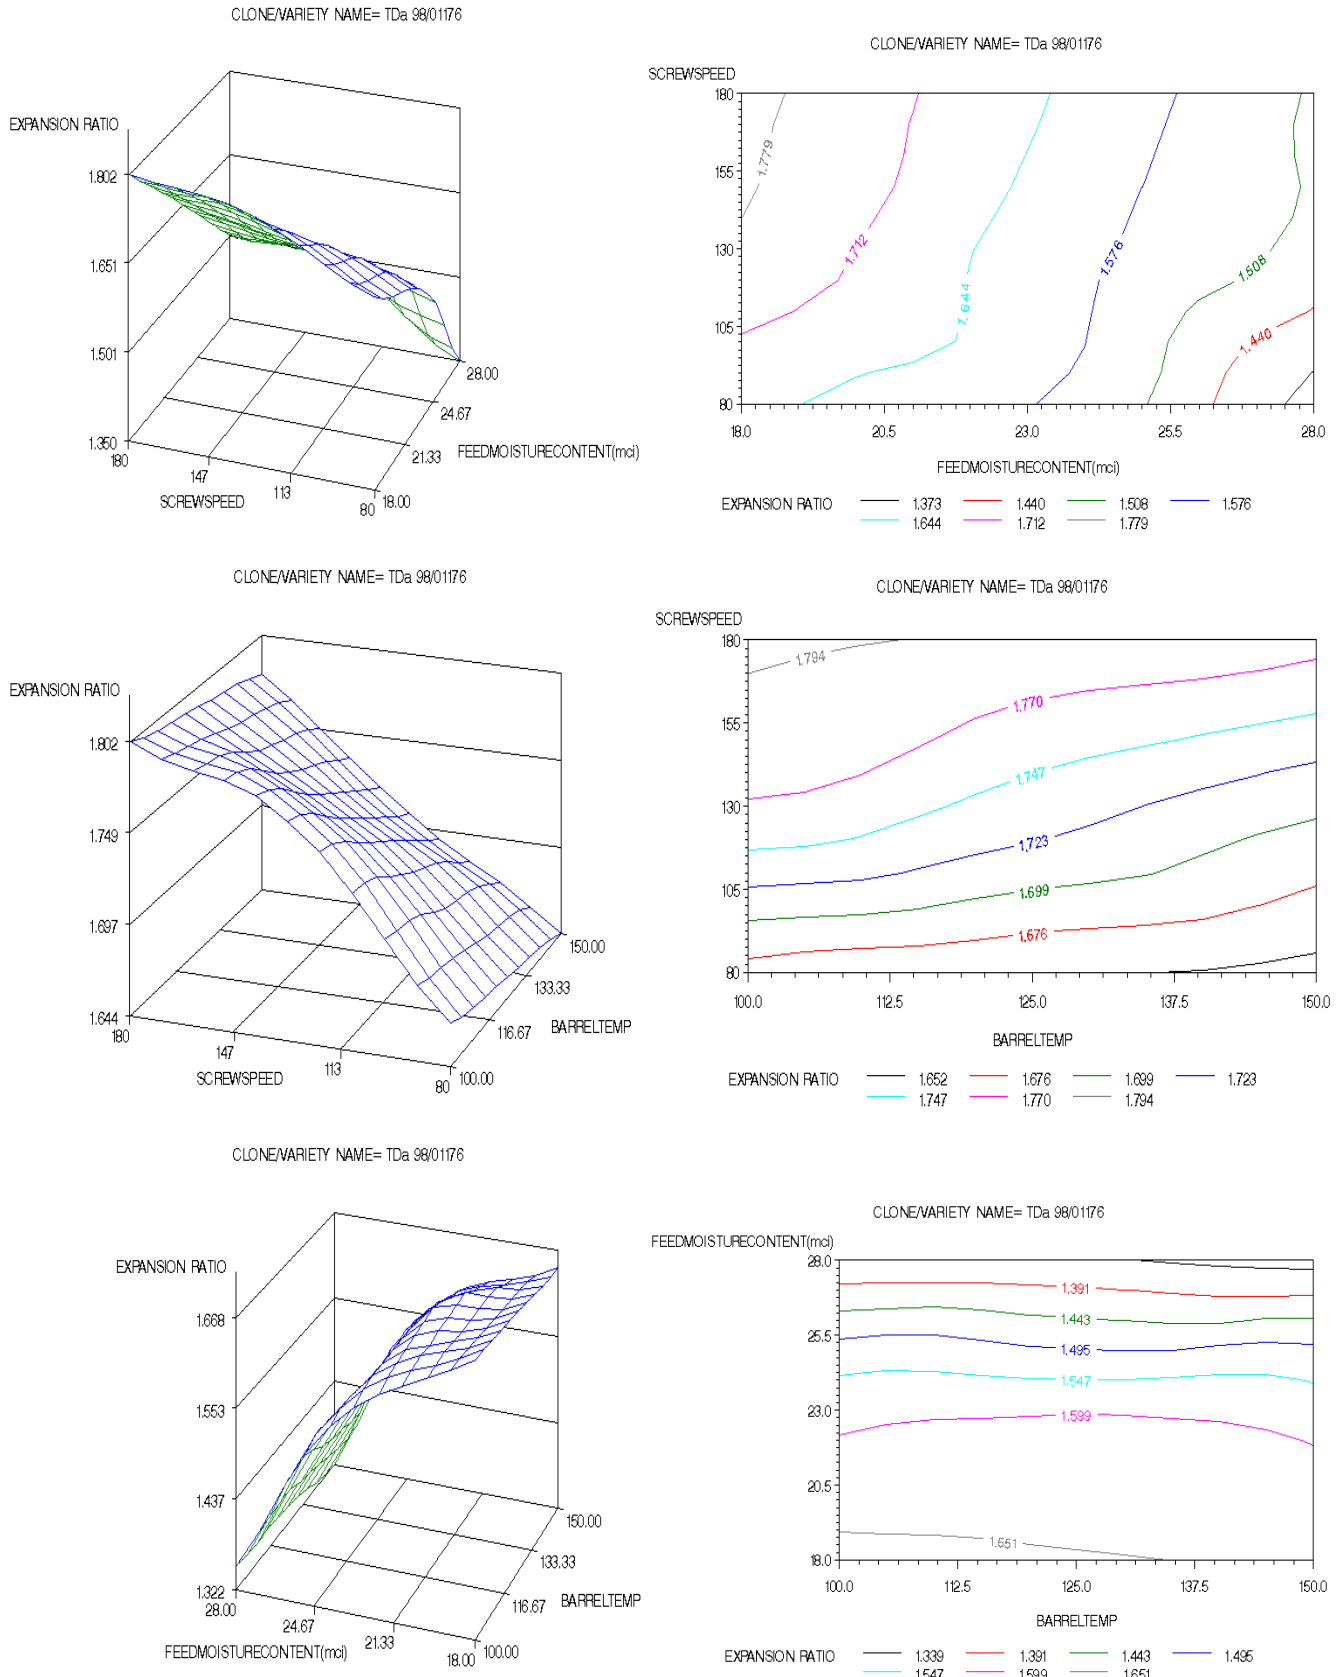 CLONE/VARIETY NAME= TDa 98/01176
EXPANSION RATIO
1.802
1.651
1.501
1.350
180
147
113
80
SCREWSPEED
18.00
21.33
24.67
28.00
FEEDMOISTURECONTENT(mci)
CLONE/VARIETY NAME= TDa 98/01176
SCREWSPEED
180
155
130
105
80
1.779
1.712
1.644
1.576
1.508
1.440
18.0 20.5 23.0 25.5 28.0
FEEDMOISTURECONTENT(mci)
EXPANSION RATIO 1.373 1.440 1.508 1.576
1.644 1.712 1.779
CLONE/VARIETY NAME= TDa 98/01176
EXPANSION RATIO
1.802
1.749
1.697
1.644
180
147
113
80
SCREWSPEED
100.00
116.67
133.33
150.00
BARRELTEMP
CLONE/VARIETY NAME= TDa 98/01176
SCREWSPEED
180
155
130
105
80
1.794
1.770
1.747
1.723
1.699
1.676
100.0 112.5 125.0 137.5 150.0
BARRELTEMP
EXPANSION RATIO 1.652 1.676 1.699 1.723
1.747 1.770 1.794
CLONE/VARIETY NAME= TDa 98/01176
EXPANSION RATIO
1.668
1.553
1.437
1.322
28.00
24.67
21.33
18.00
FEEDMOISTURECONTENT(mci)
100.00
116.67
133.33
150.00
BARRELTEMP
CLONE/VARIETY NAME= TDa 98/01176
FEEDMOISTURECONTENT(mci)
28.0
25.5
23.0
20.5
18.0
1.391
1.443
1.495
1.547
1.599
1.651
100.0 112.5 125.0 137.5 150.0
BARRELTEMP
EXPANSION RATIO 1.339 1.391 1.443 1.495
1.547 1.599 1.651